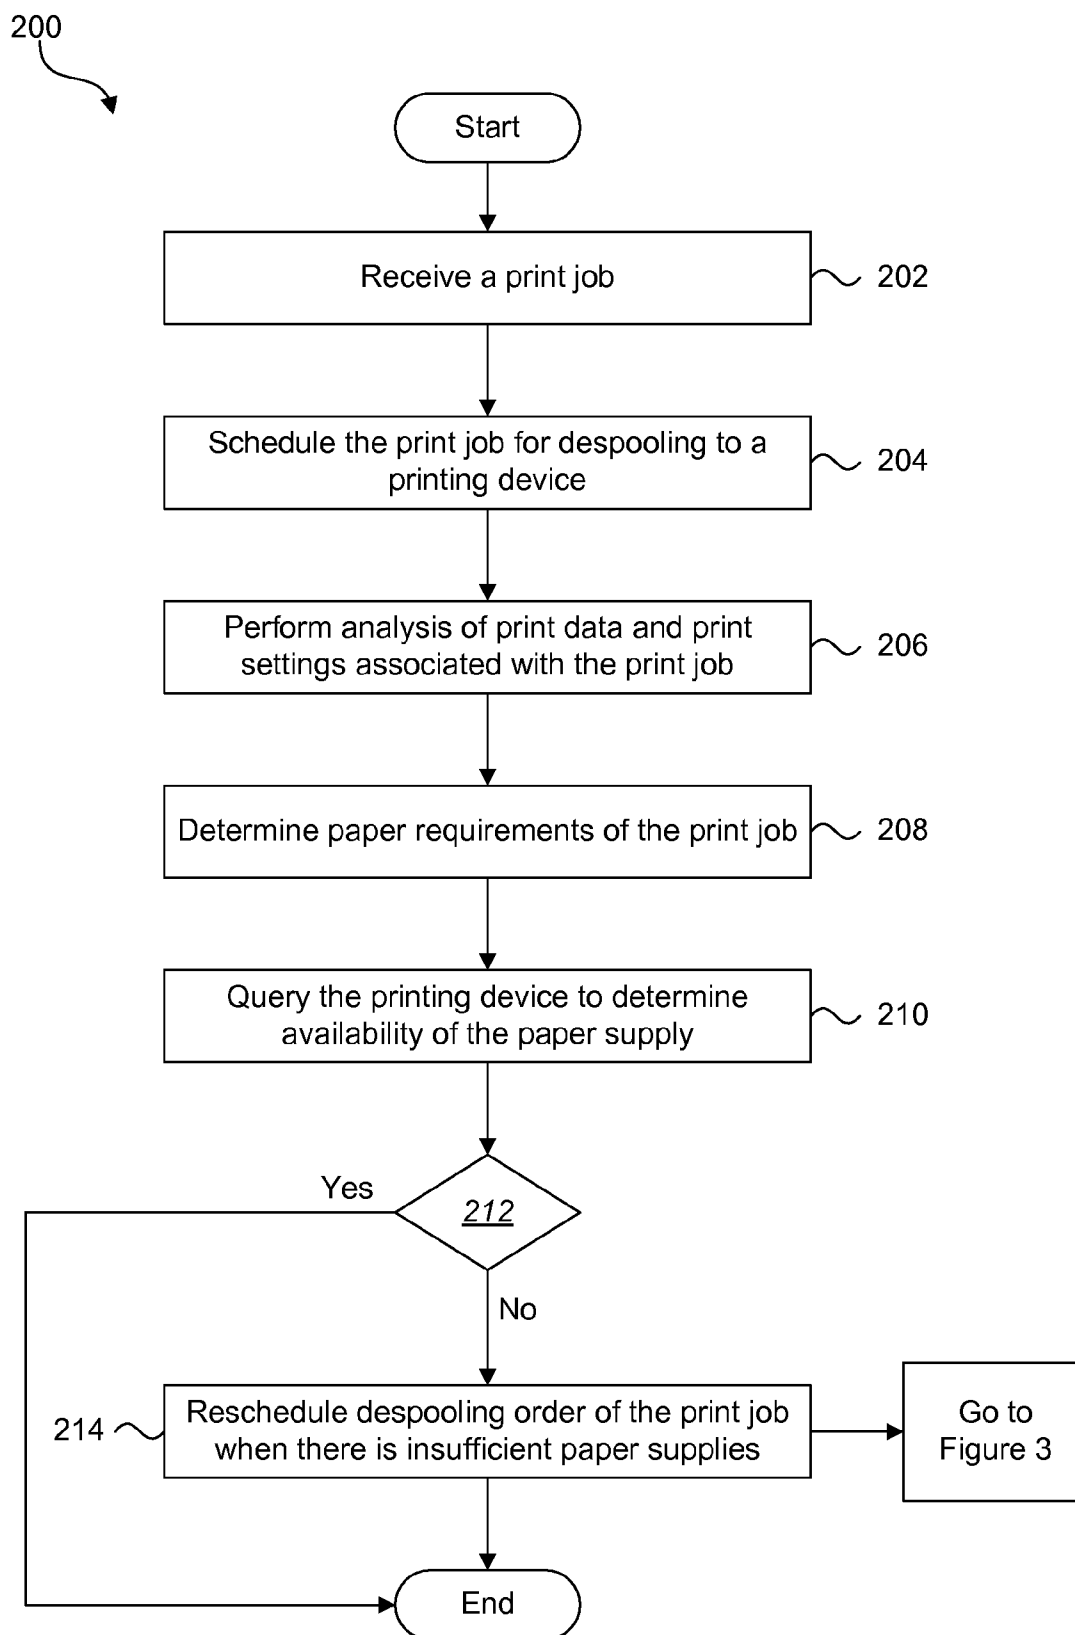 200
Start
Receive a print job
202
Schedule the print job for despooling to a
printing device
204
Perform analysis of print data and print
settings associated with the print job
206
Determine paper requirements of the print job
208
Query the printing device to determine
availability of the paper supply
210
Yes
212
No
214
Reschedule despooling order of the print job
when there is insufficient paper supplies
Go to
Figure 3
End